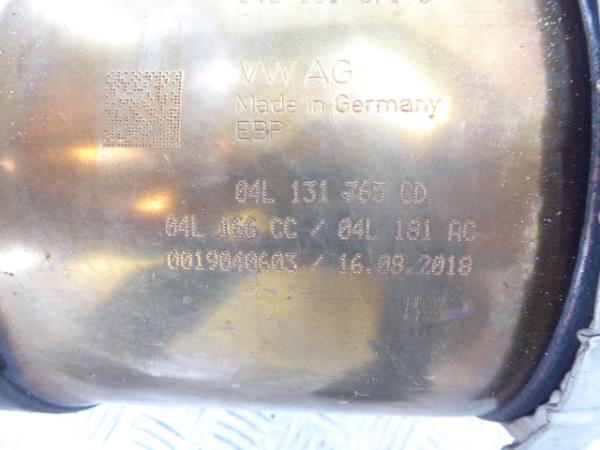 VW AG
Made in Germany
EBP
04L 131 765 CD
04L 166 CC / 04L 181 AC
0019040603 / 16.08.2018